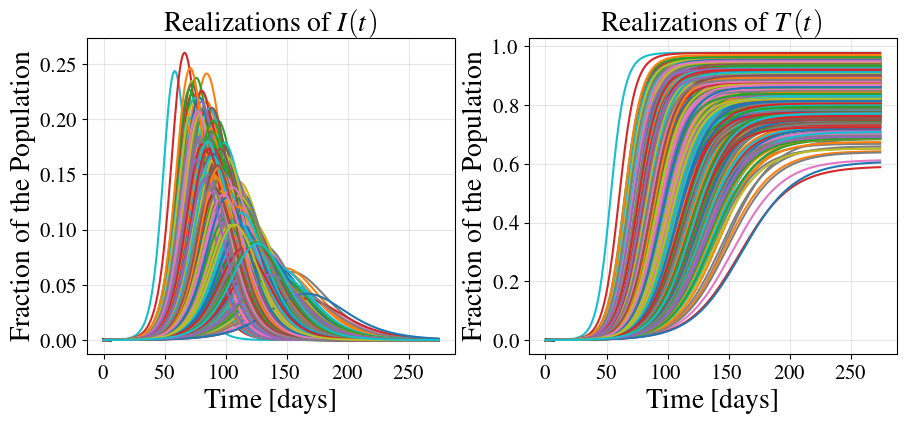 Realizations of I(t)
Fraction of the Population
0.25
0.20
0.15
0.10
0.05
0.00
0 50 100 150 200 250
Time [days]
Realizations of T(t)
Fraction of the Population
1.0
0.8
0.6
0.4
0.2
0.0
0 50 100 150 200 250
Time [days]